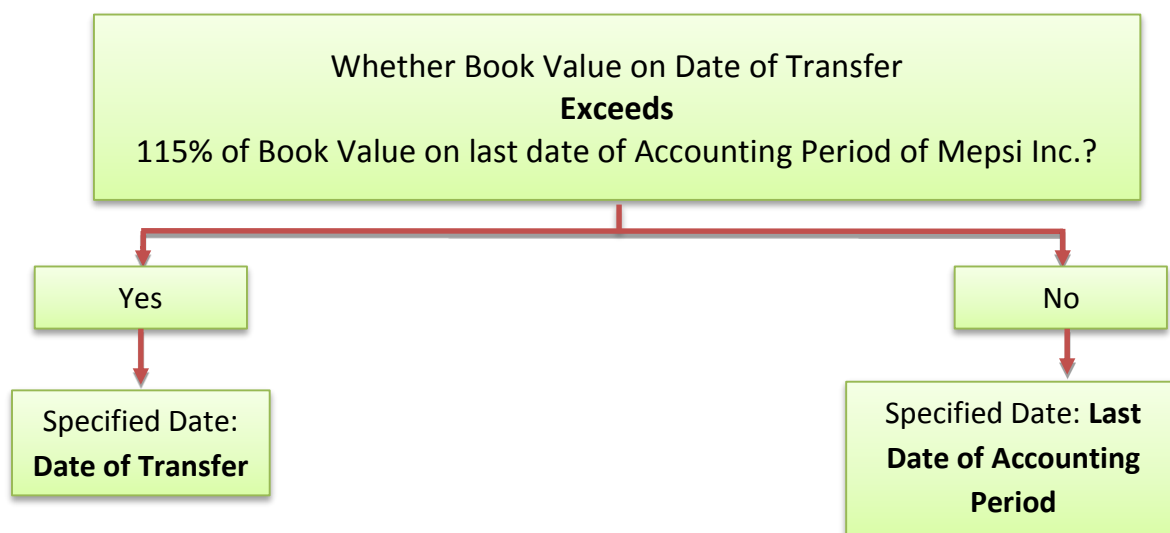 Whether Book Value on Date of Transfer
Exceeds
115% of Book Value on last date of Accounting Period of Mepsi Inc.?
Yes
No
Specified Date:
Date of Transfer
Specified Date: Last
Date of Accounting
Period